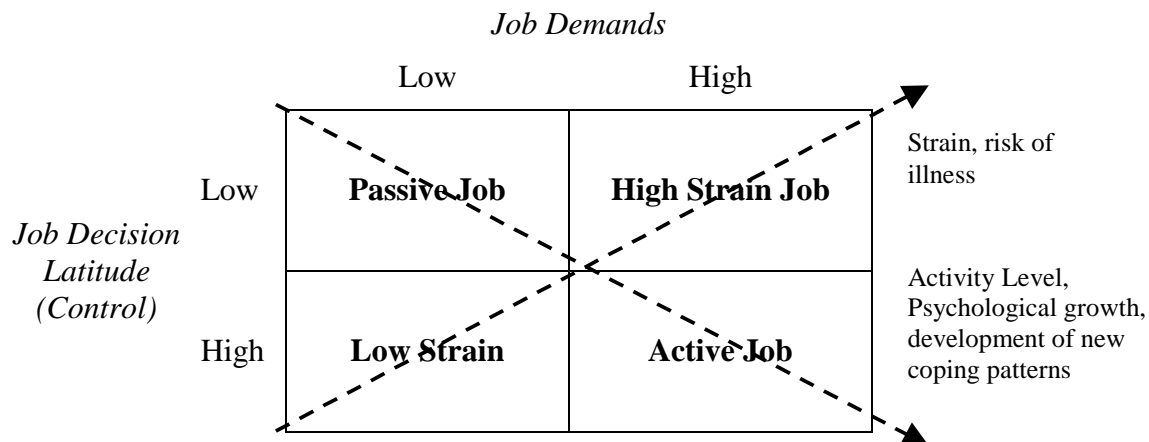 Job Demands
Low High
Strain, risk of
illness
Low Passive Job High Strain Job
Job Decision
Latitude
(Control)
Activity Level,
Psychological growth,
development of new
coping patterns
High Low Strain Active Job